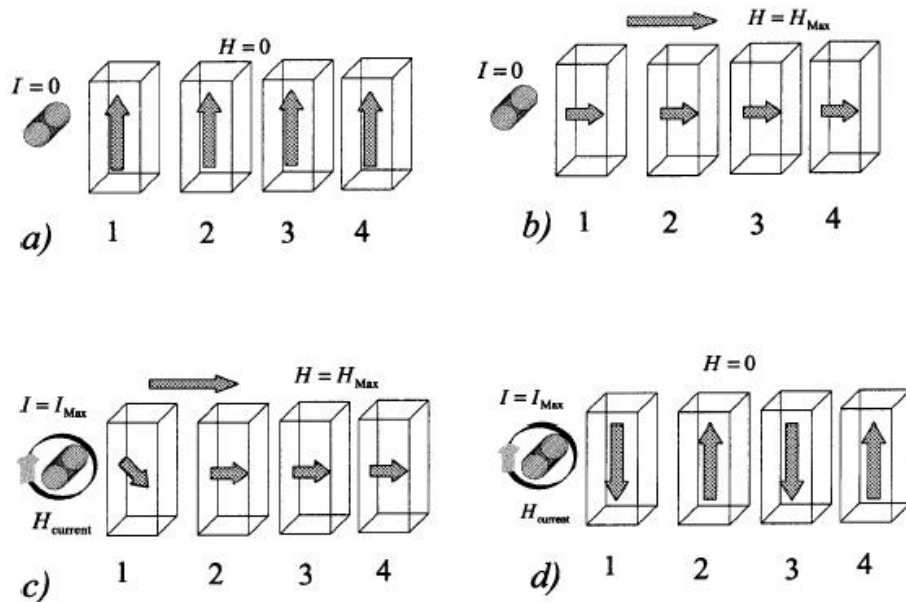 H = 0
I = 0
a) 1 2 3 4
H = H_Max
I = 0
b) 1 2 3 4
H = H_Max
I = I_Max
H_current
c) 1 2 3 4
H = 0
I = I_Max
H_current
d) 1 2 3 4